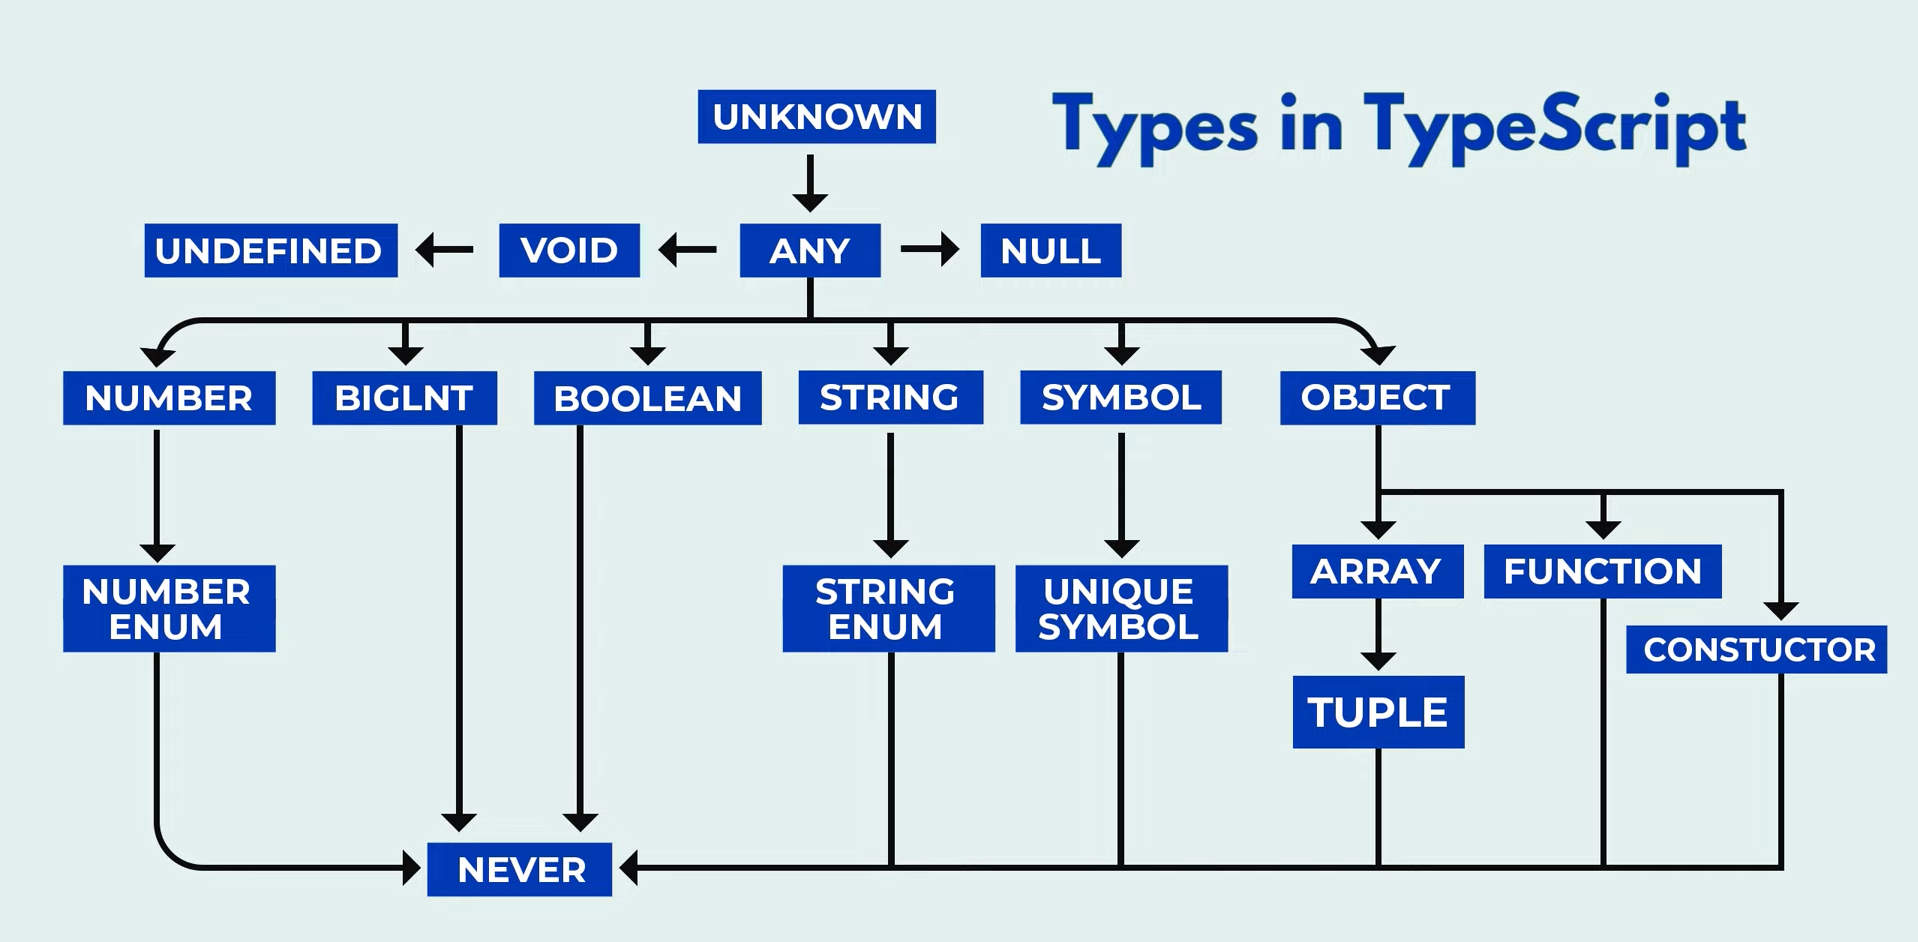 Types in TypeScript
UNKNOWN
UNDEFINED
VOID
ANY
NULL
NUMBER
BIGLNT
BOOLEAN
STRING
SYMBOL
OBJECT
NUMBER
ENUM
STRING
ENUM
UNIQUE
SYMBOL
ARRAY
FUNCTION
CONSTUCTOR
TUPLE
NEVER